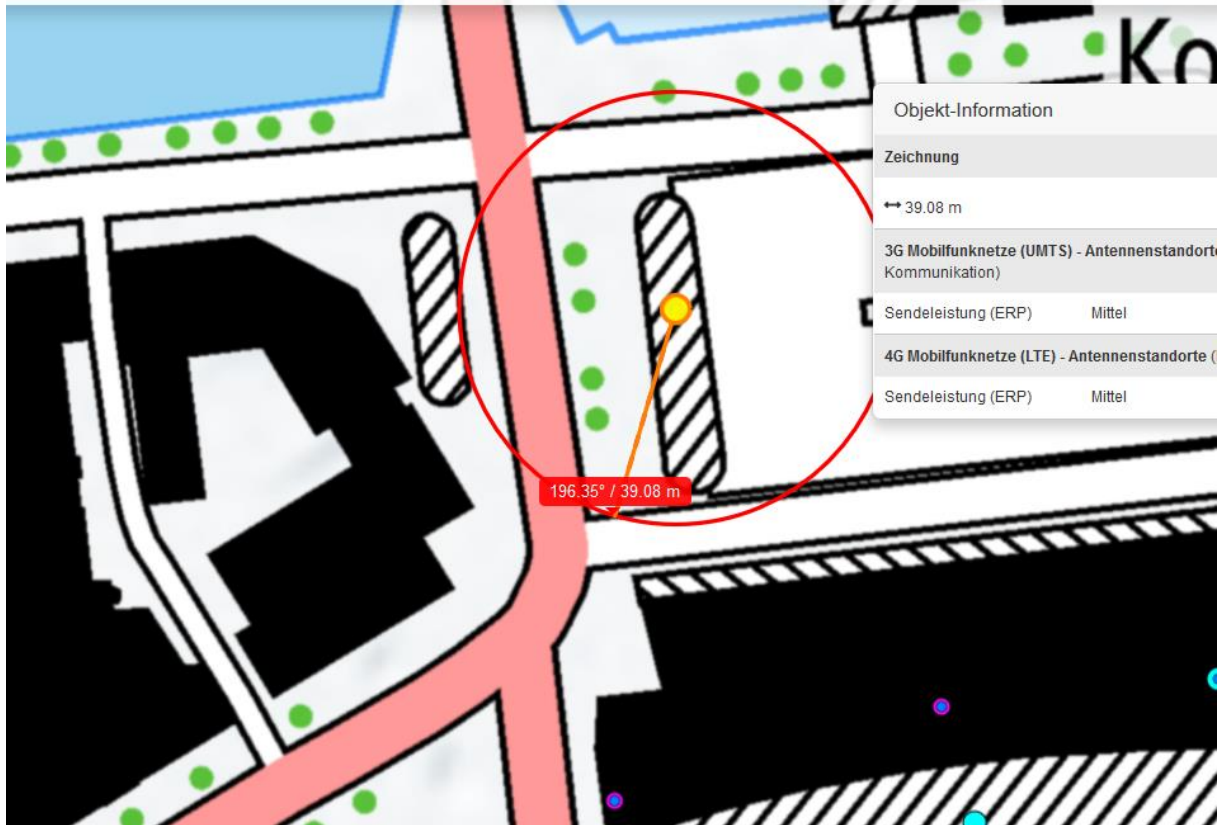 Ko
Objekt-Information
Zeichnung
↔ 39.08 m
3G Mobilfunknetze (UMTS) - Antennenstandorte
Kommunikation)
Sendeleistung (ERP) Mittel
4G Mobilfunknetze (LTE) - Antennenstandorte (
Sendeleistung (ERP) Mittel
196.35° / 39.08 m